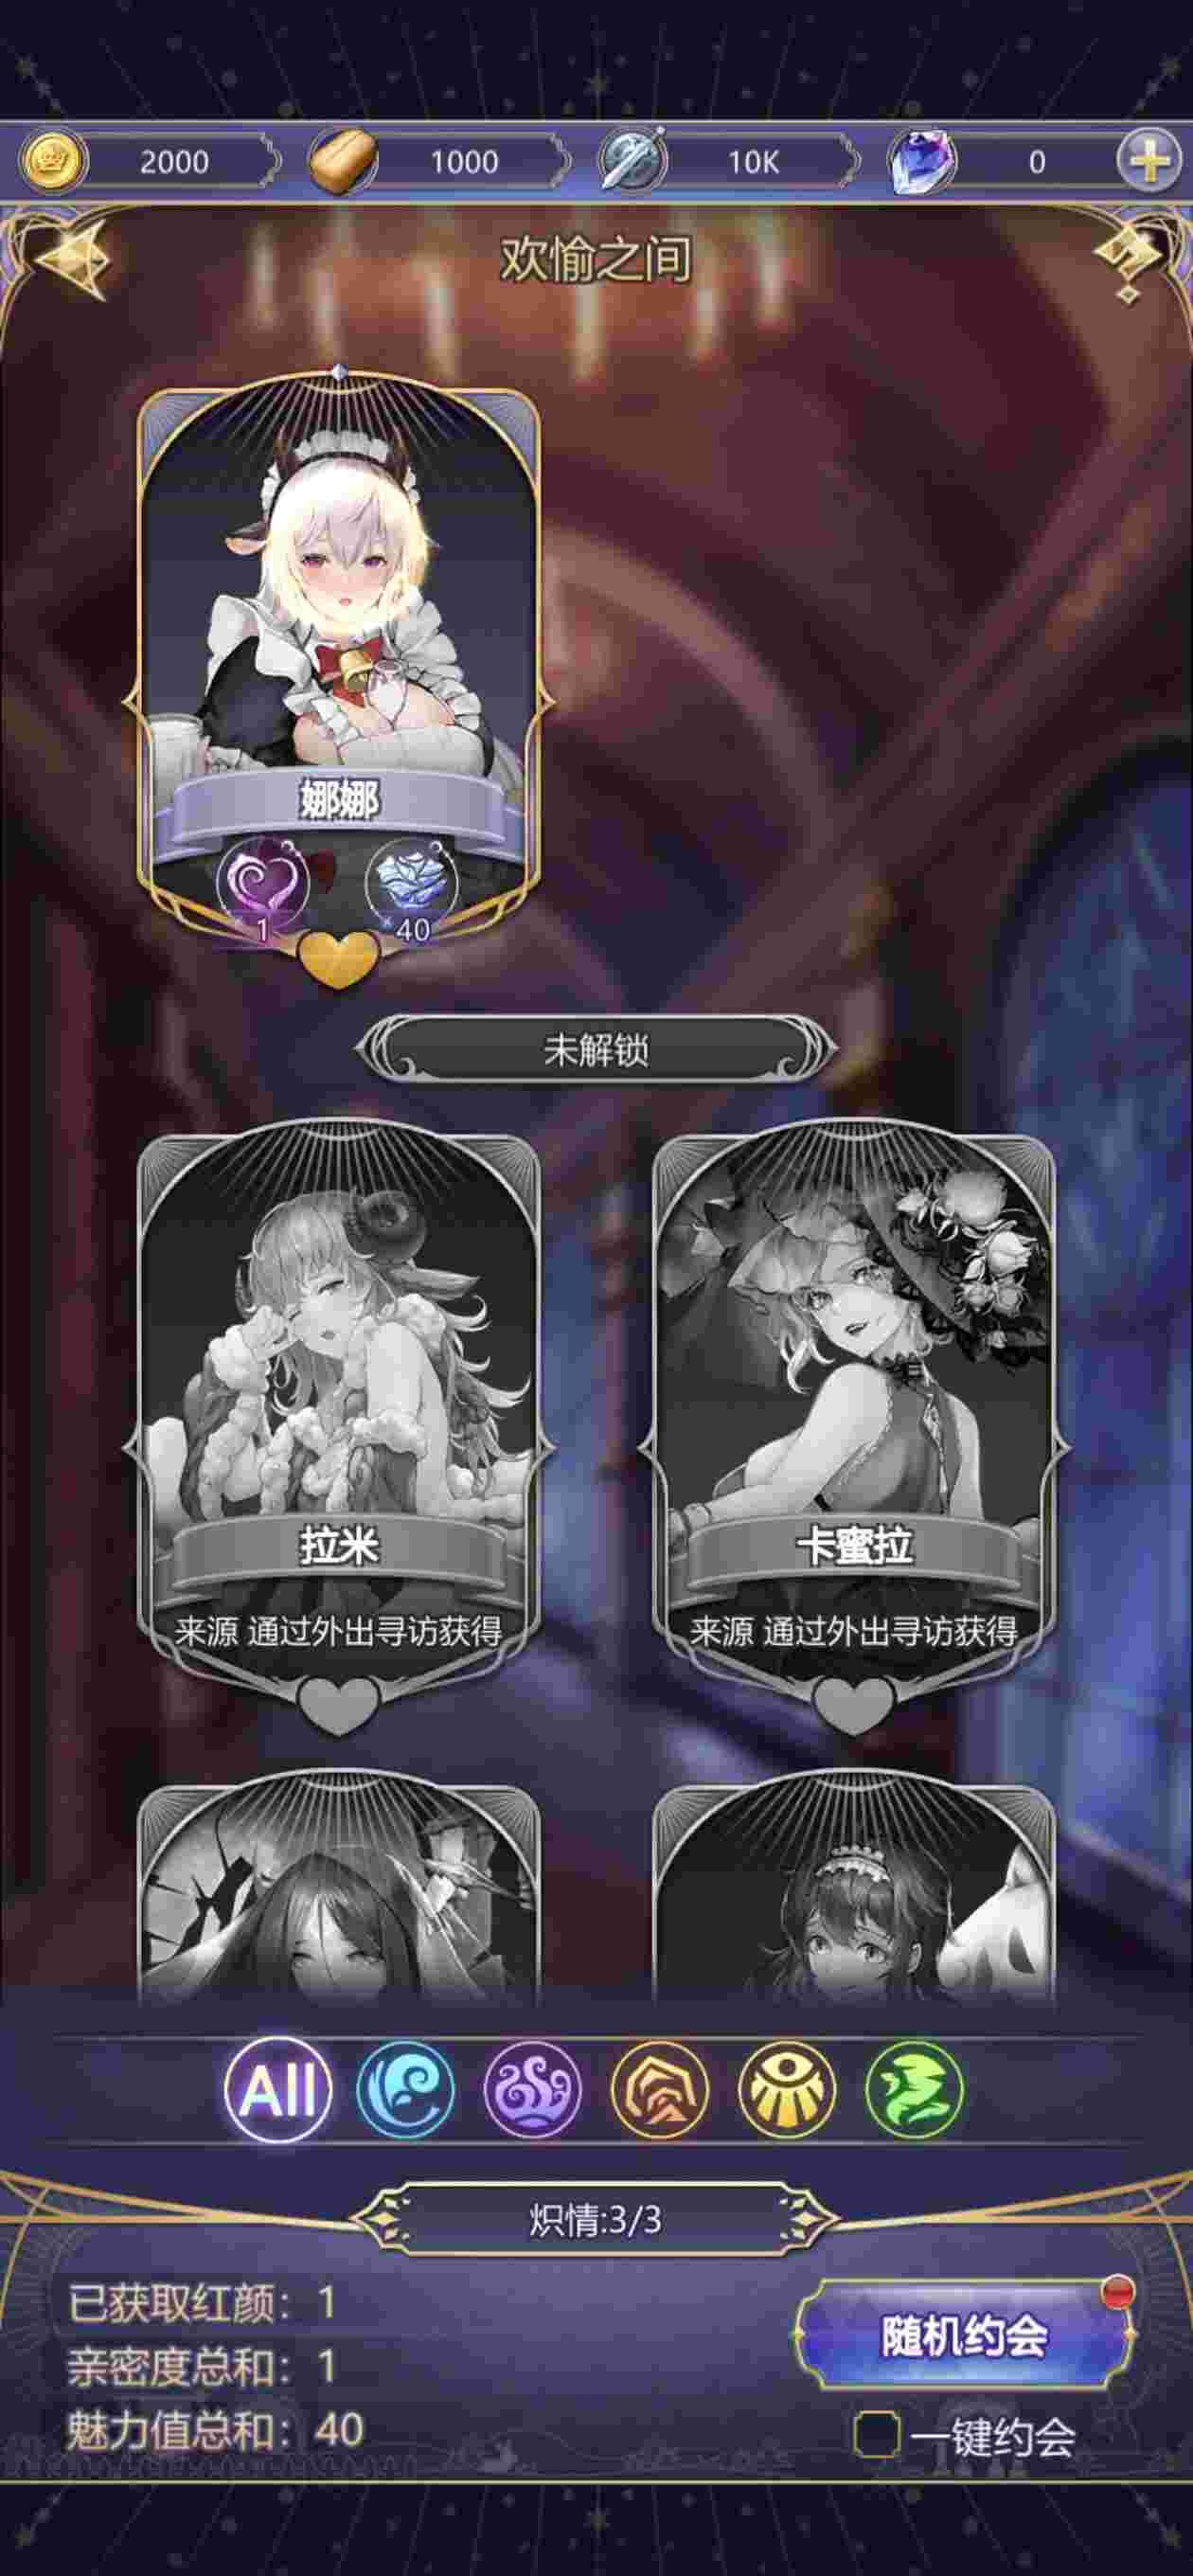 2000 1000 10K 0
欢愉之间
娜娜
1 40
未解锁
拉米 卡蜜拉
来源 通过外出寻访获得 来源 通过外出寻访获得
All
炽情:3/3
已获取红颜：1
随机约会
亲密度总和：1
魅力值总和：40
一键约会